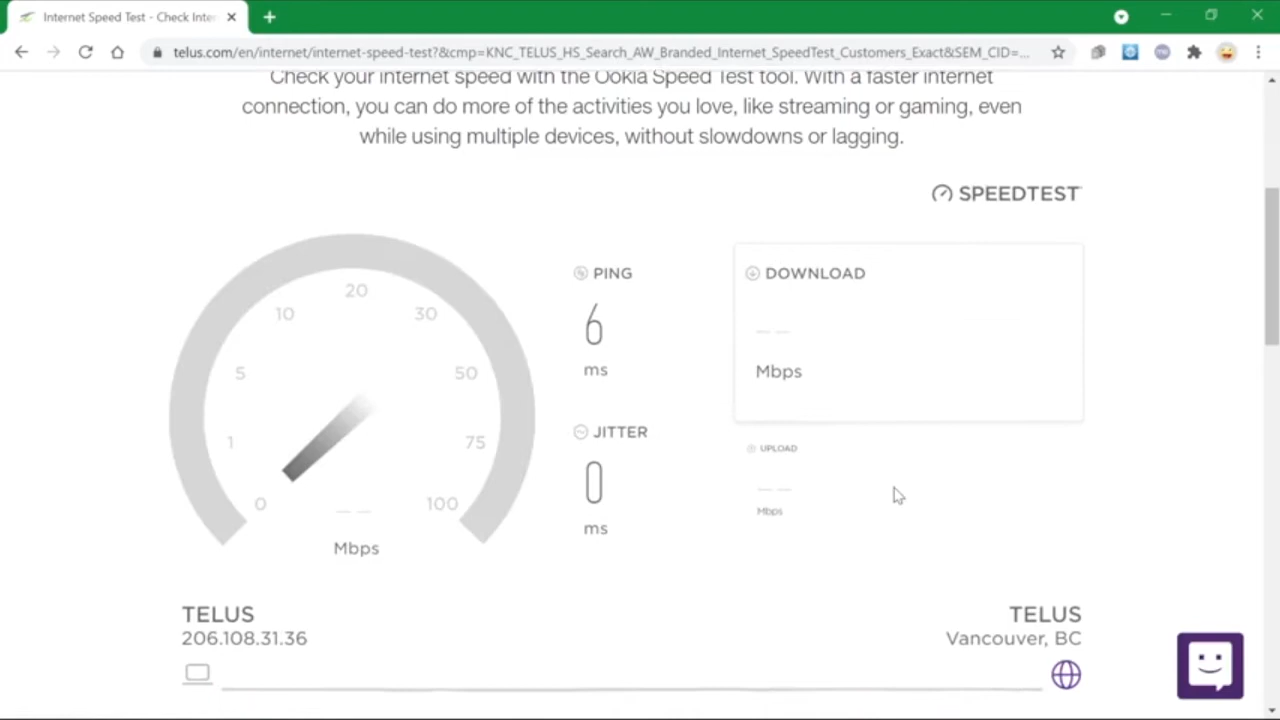 Internet Speed Test - Check Inter
telus.com/en/internet/internet-speed-test?&cmp=KNC_TELUS_HS_Search_AW_Branded_Internet_SpeedTest_Customers_Exact&SEM_CID=...
Check your internet speed with the Ookla Speed Test tool. With a faster internet
connection, you can do more of the activities you love, like streaming or gaming, even
while using multiple devices, without slowdowns or lagging.
SPEEDTEST
PING
6
ms
JITTER
0
ms
DOWNLOAD
— —
Mbps
UPLOAD
— —
Mbps
0
1
5
10
20
30
50
75
100
— —
Mbps
TELUS
206.108.31.36
TELUS
Vancouver, BC